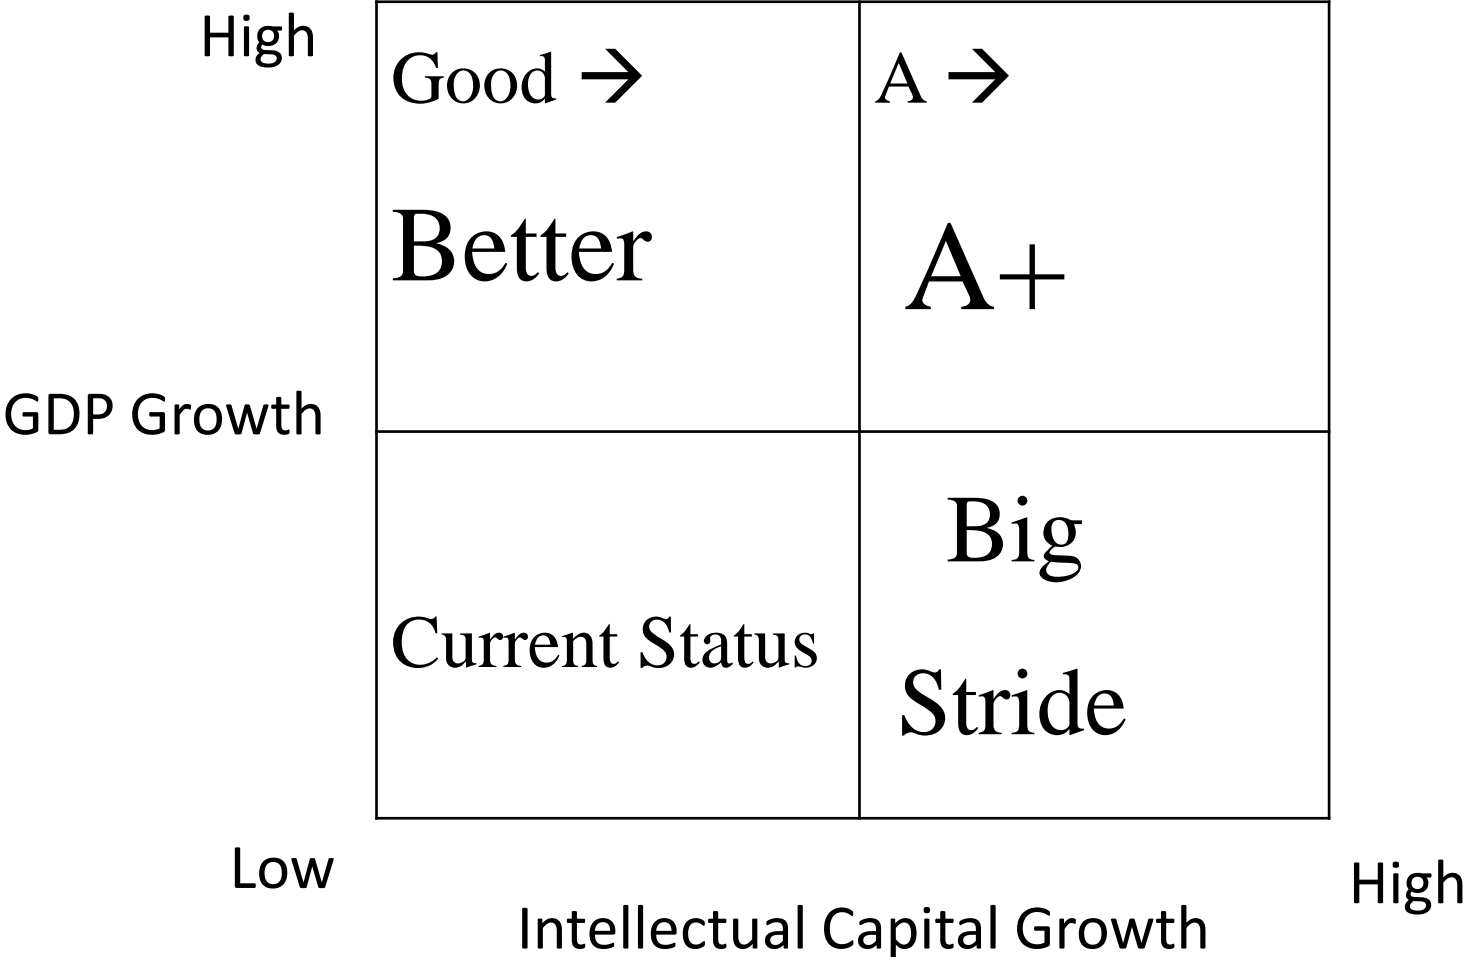 High
Good →
A →
Better
A+
GDP Growth
Big
Current Status
Stride
Low
High
Intellectual Capital Growth